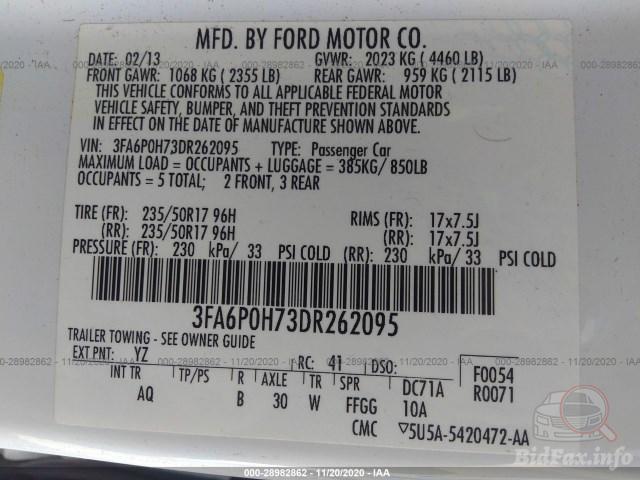 MFD. BY FORD MOTOR CO.
DATE: 02/13 GVWR: 2023 KG ( 4460 LB)
FRONT GAWR: 1068 KG ( 2355 LB) REAR GAWR: 959 KG ( 2115 LB)
THIS VEHICLE CONFORMS TO ALL APPLICABLE FEDERAL MOTOR
VEHICLE SAFETY, BUMPER, AND THEFT PREVENTION STANDARDS
IN EFFECT ON THE DATE OF MANUFACTURE SHOWN ABOVE.
VIN: 3FA6P0H73DR262095 TYPE: Passenger Car
MAXIMUM LOAD = OCCUPANTS + LUGGAGE = 385KG/ 850LB
OCCUPANTS = 5 TOTAL; 2 FRONT, 3 REAR
TIRE (FR): 235/50R17 96H RIMS (FR): 17x7.5J
(RR): 235/50R17 96H (RR): 17x7.5J
PRESSURE (FR): 230 kPa/ 33 PSI COLD (RR): 230 kPa/ 33 PSI COLD
3FA6P0H73DR262095
TRAILER TOWING - SEE OWNER GUIDE
EXT PNT: YZ RC: 41 DSO: F0054
INT TR TP/PS R AXLE TR SPR DC71A R0071
AQ B 30 W FFGG 10A
CMC 5U5A-5420472-AA
000-28982862 - 11/20/2020 - IAA
BidFax.info